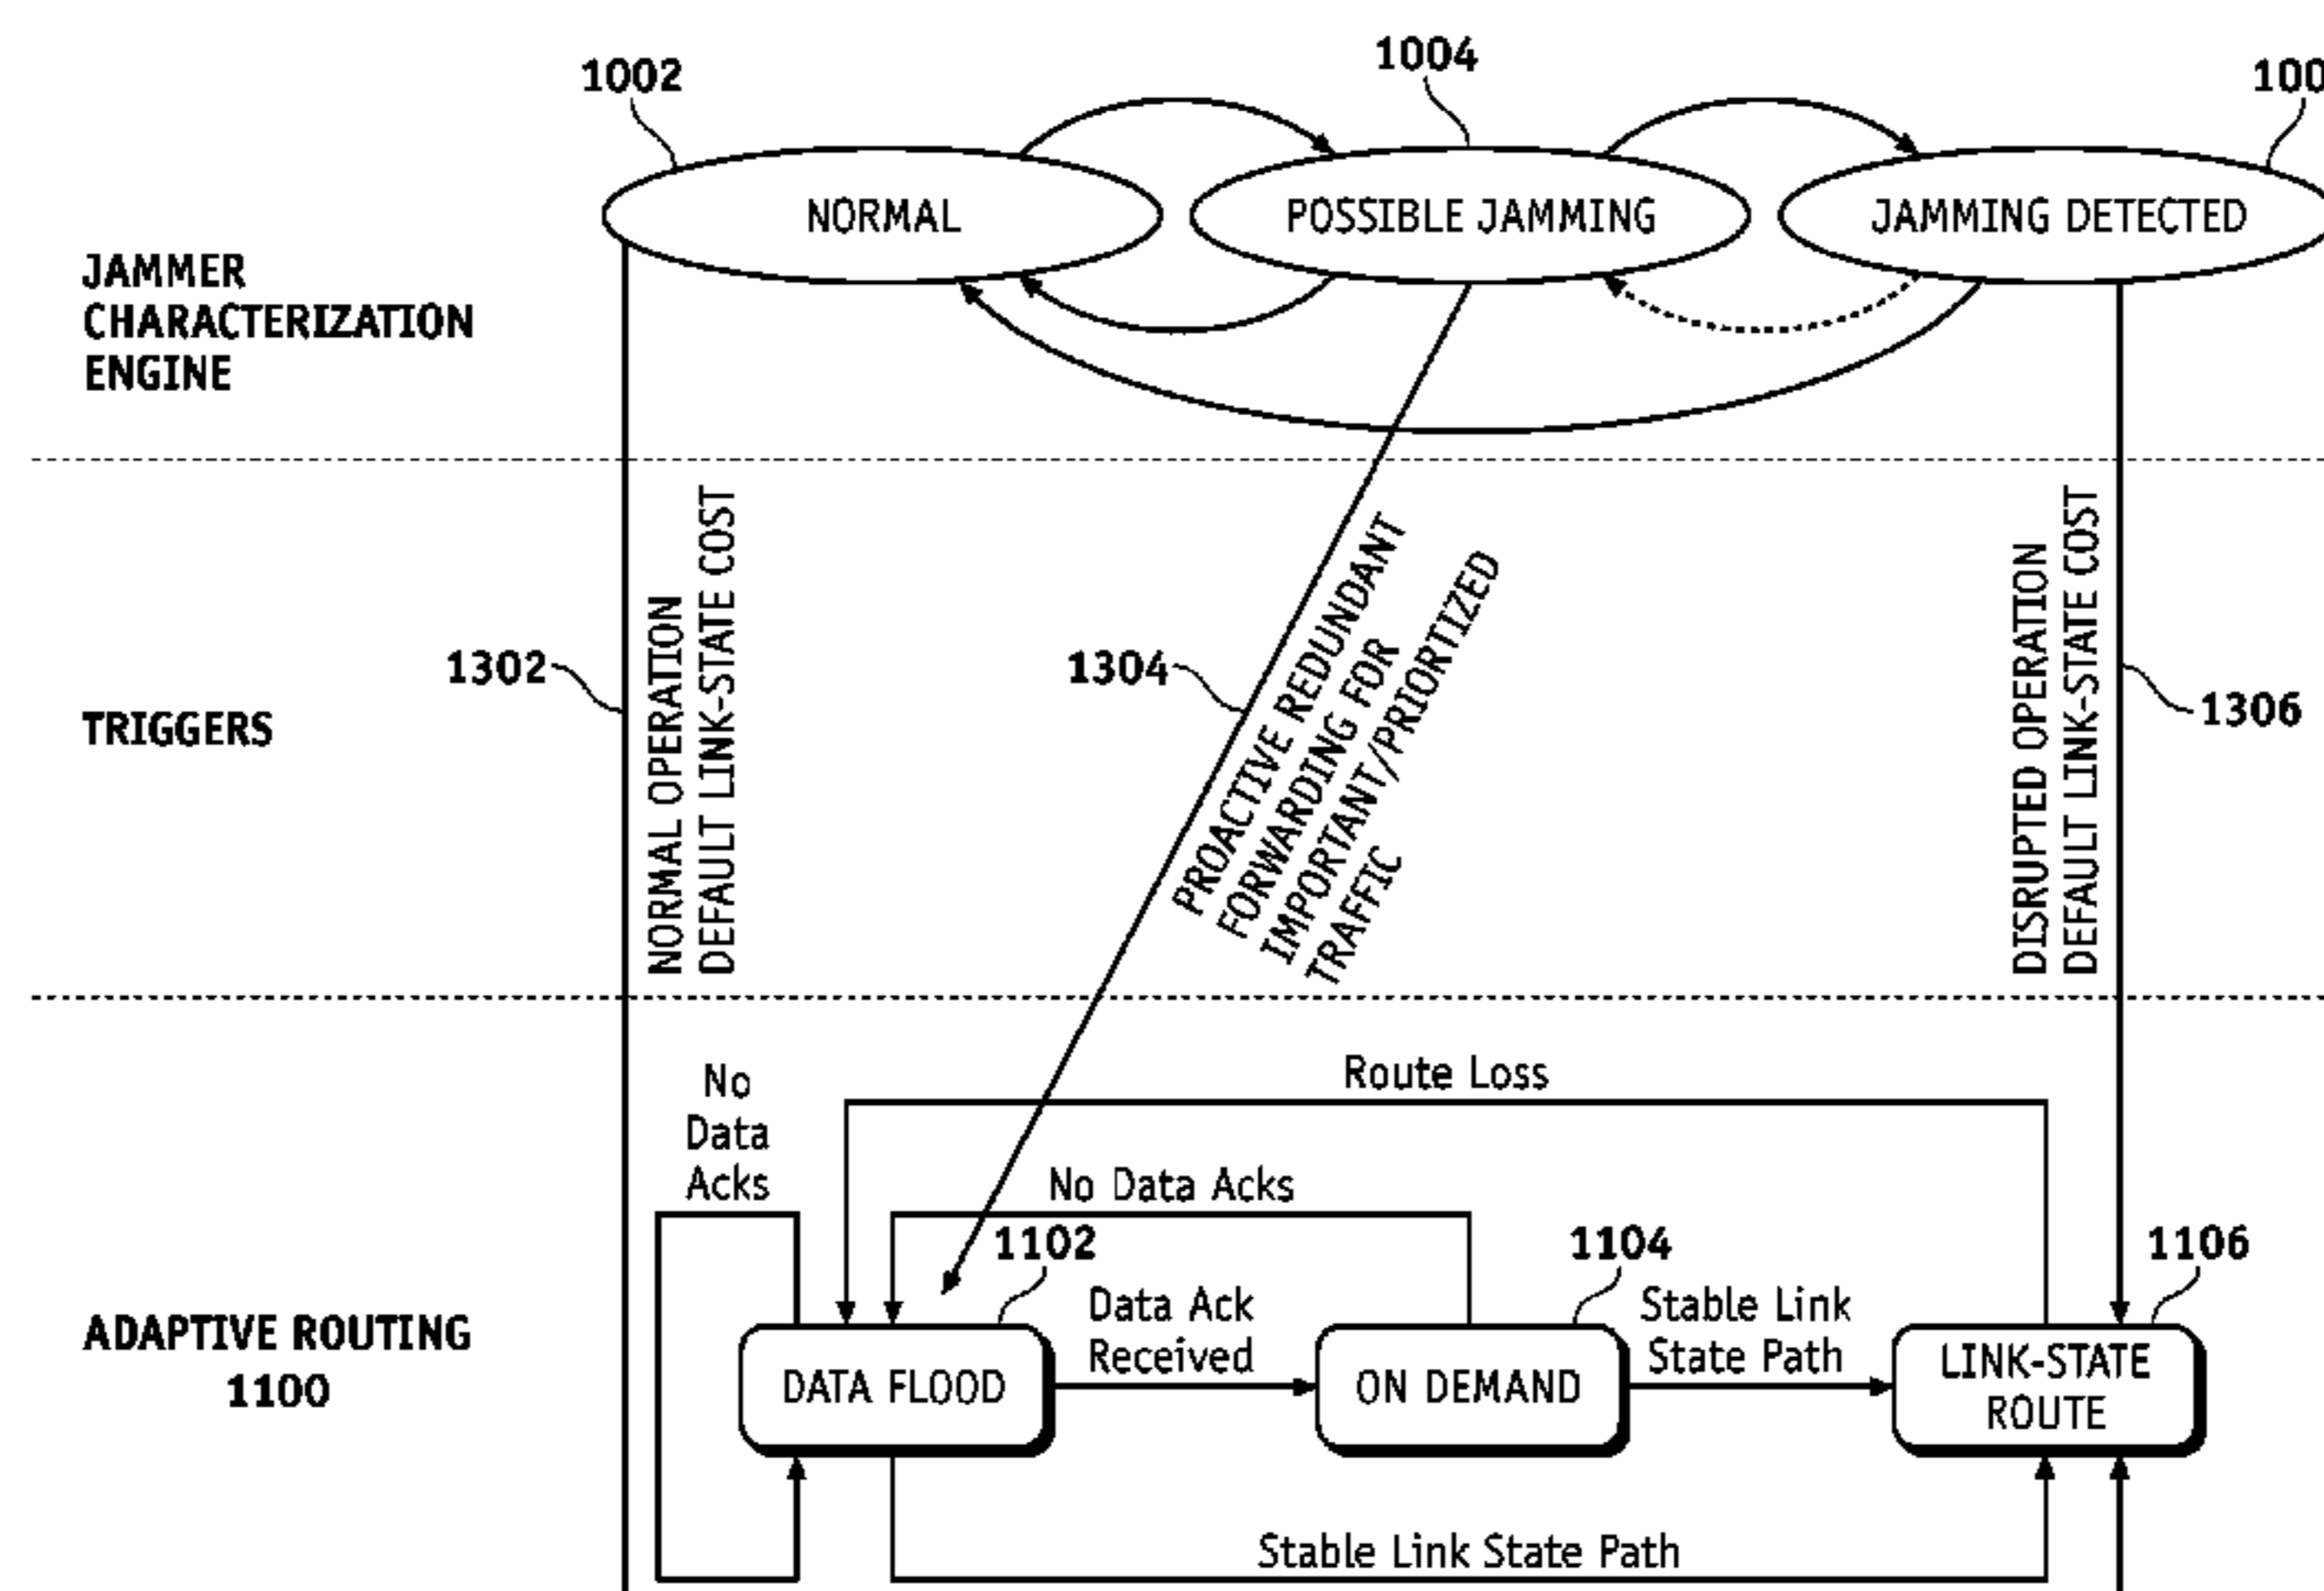 1002
1004
100
NORMAL
POSSIBLE JAMMING
JAMMING DETECTED
JAMMER
CHARACTERIZATION
ENGINE
TRIGGERS
1302
NORMAL OPERATION
DEFAULT LINK-STATE COST
1304
PROACTIVE REDUNDANT
FORWARDING FOR
IMPORTANT/PRIORTIZED
TRAFFIC
DISRUPTED OPERATION
DEFAULT LINK-STATE COST
1306
No
Data
Acks
Route Loss
No Data Acks
1102
1104
1106
ADAPTIVE ROUTING
1100
DATA FLOOD
Data Ack
Received
ON DEMAND
Stable Link
State Path
LINK-STATE
ROUTE
Stable Link State Path